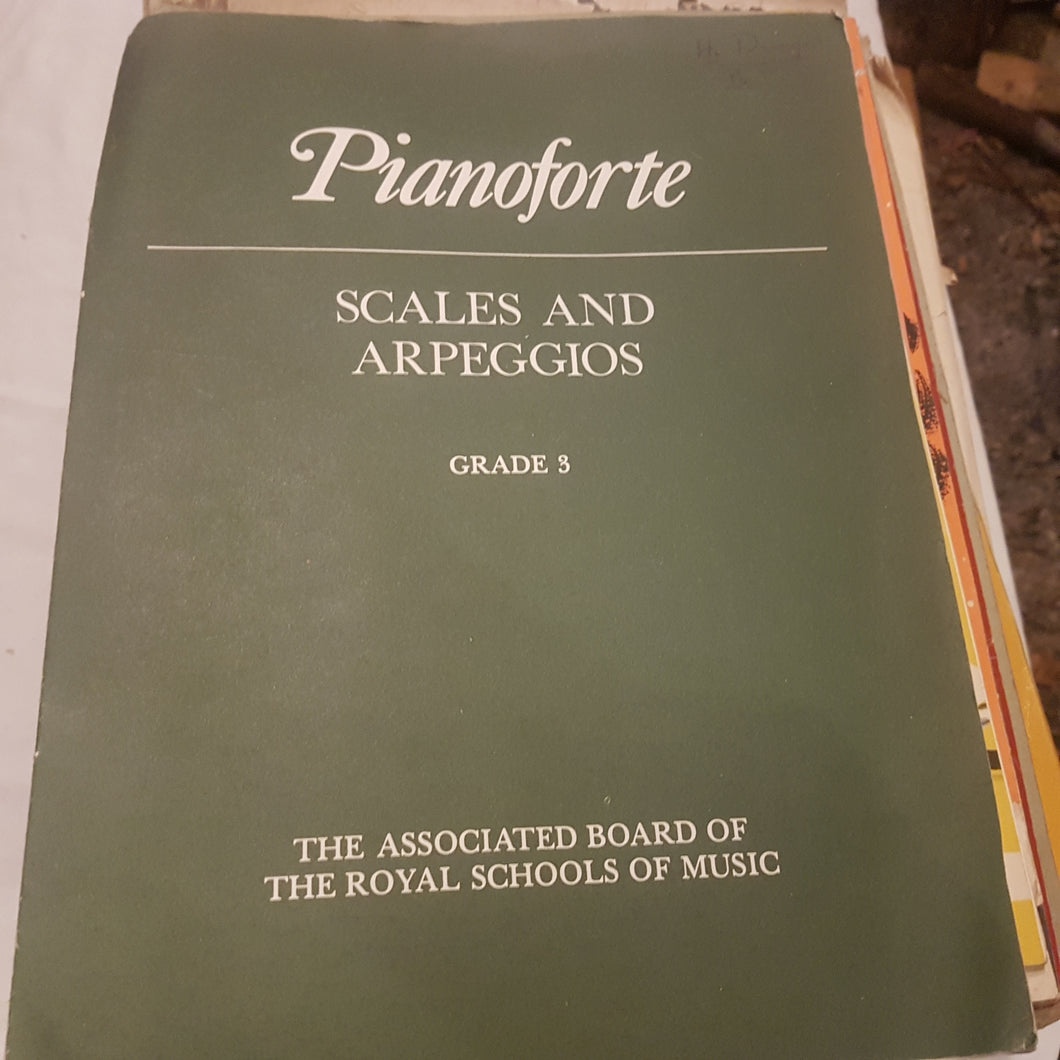 Pianoforte
SCALES AND
ARPEGGIOS
GRADE 3
THE ASSOCIATED BOARD OF
THE ROYAL SCHOOLS OF MUSIC